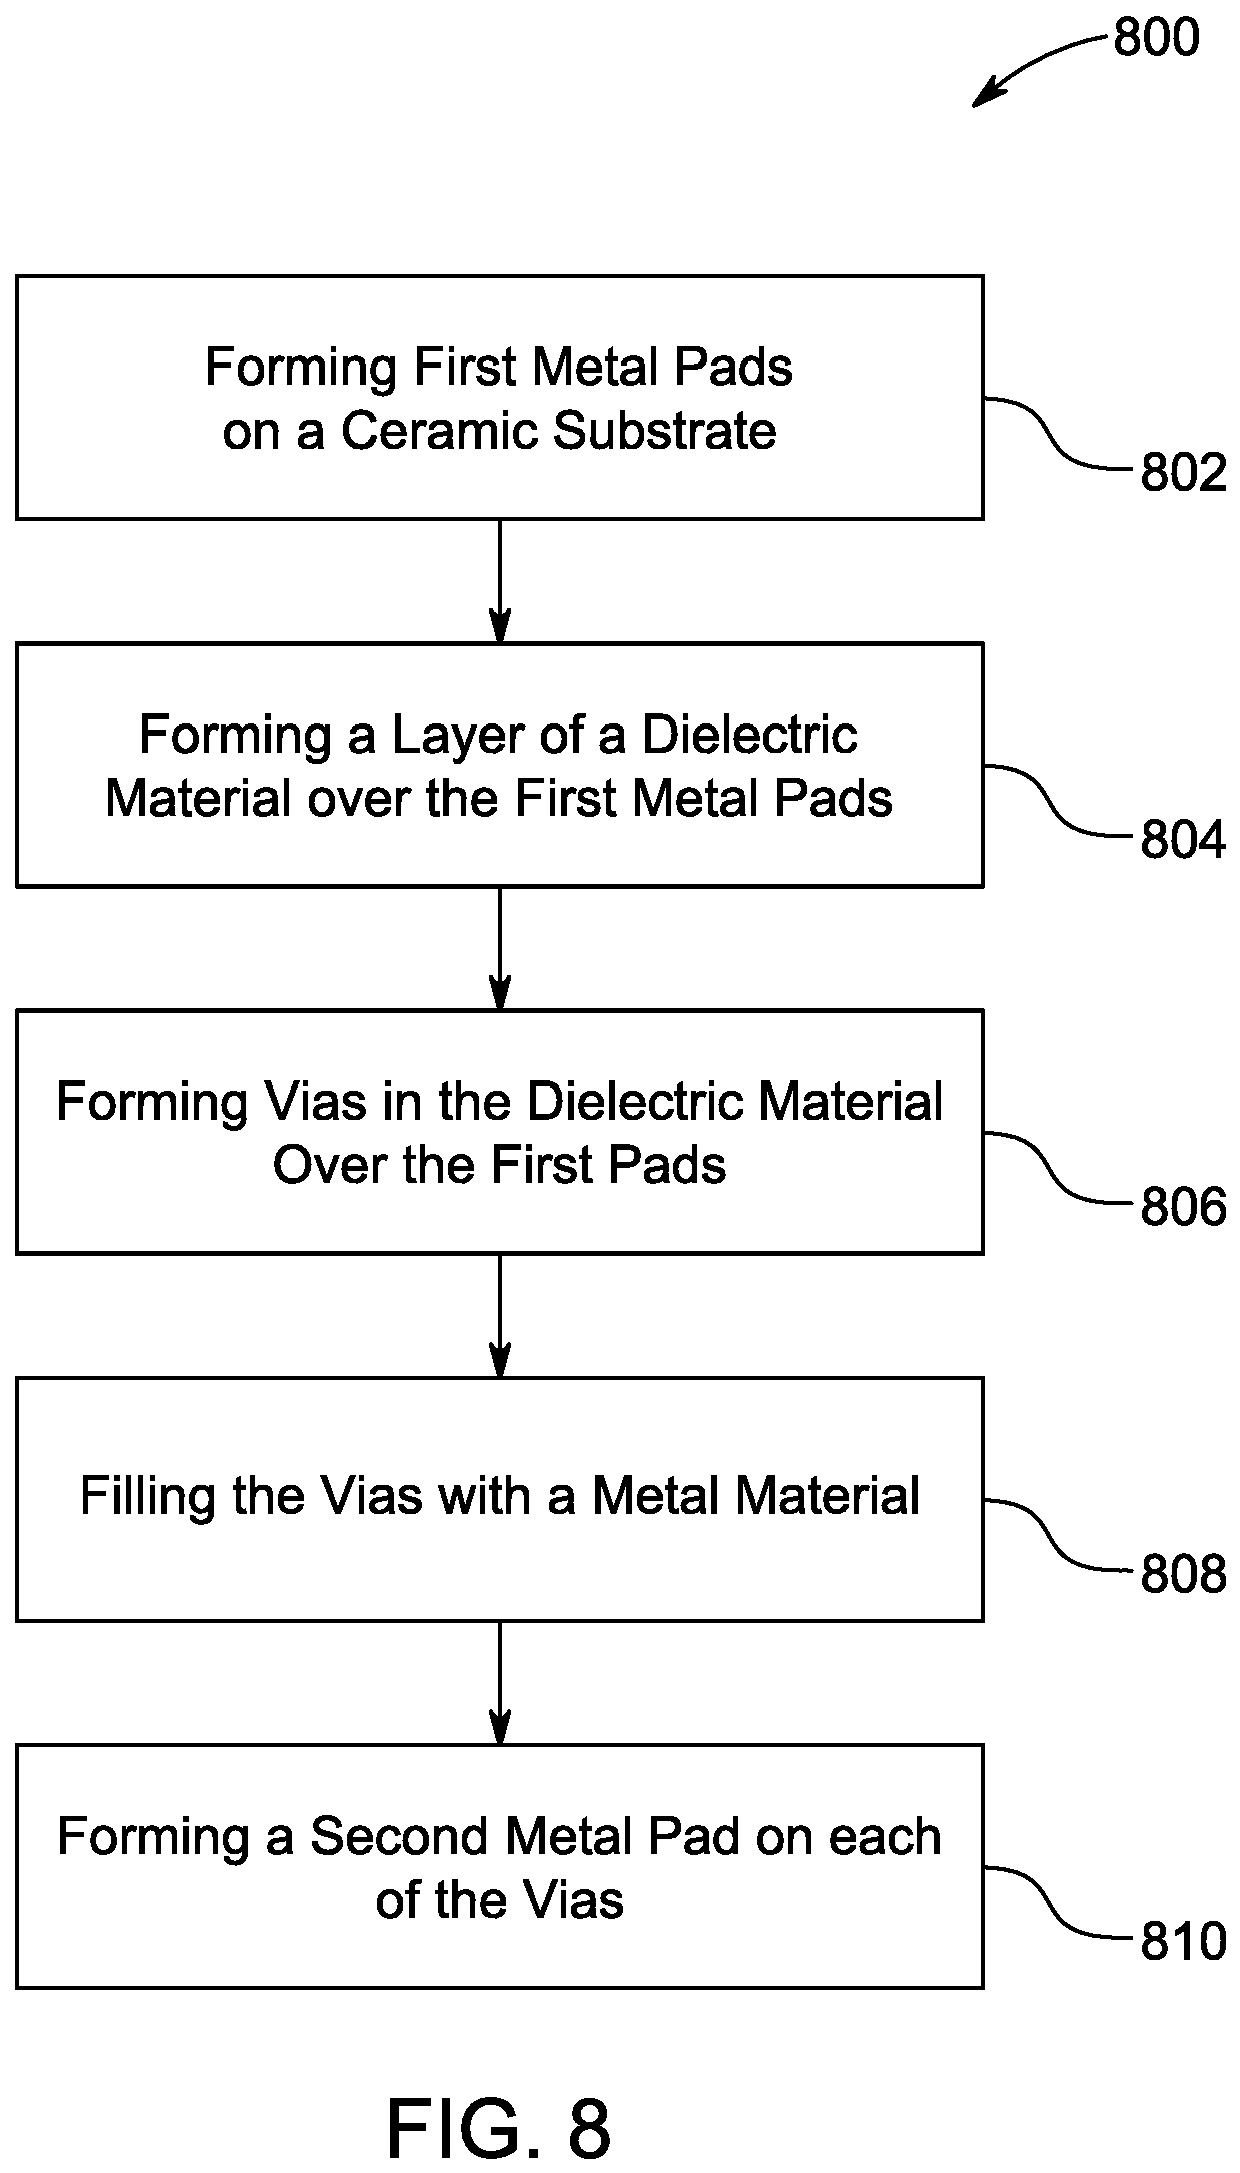 800
Forming First Metal Pads
on a Ceramic Substrate
802
Forming a Layer of a Dielectric
Material over the First Metal Pads
804
Forming Vias in the Dielectric Material
Over the First Pads
806
Filling the Vias with a Metal Material
808
Forming a Second Metal Pad on each
of the Vias
810
FIG. 8